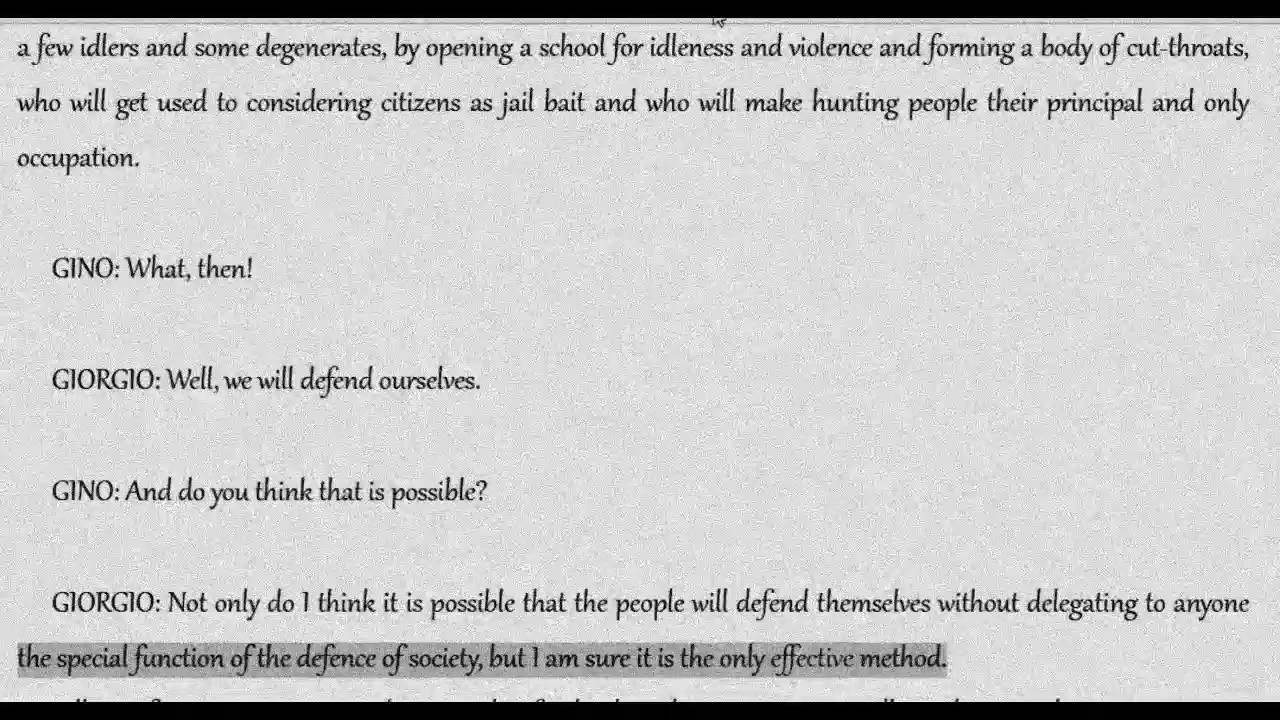 a few idlers and some degenerates, by opening a school for idleness and violence and forming a body of cut-throats,
who will get used to considering citizens as jail bait and who will make hunting people their principal and only
occupation.
GINO: What, then!
GIORGIO: Well, we will defend ourselves.
GINO: And do you think that is possible?
GIORGIO: Not only do I think it is possible that the people will defend themselves without delegating to anyone
the special function of the defence of society, but I am sure it is the only effective method.